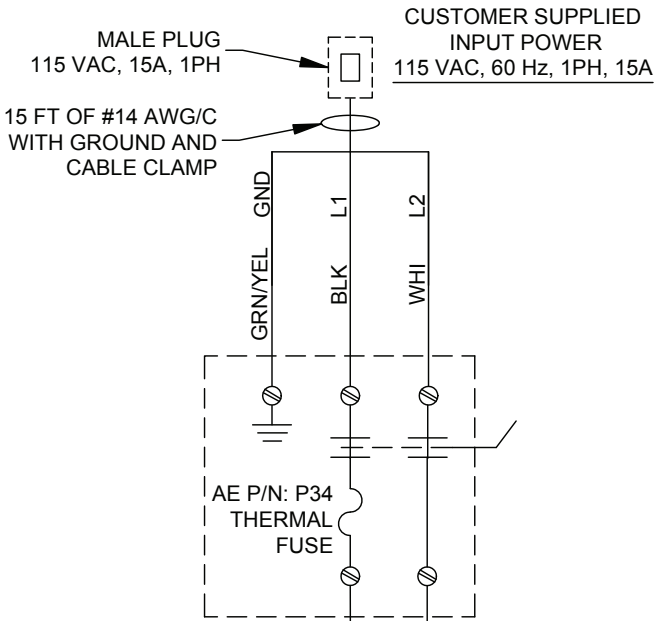 CUSTOMER SUPPLIED
INPUT POWER
115 VAC, 60 Hz, 1PH, 15A
MALE PLUG
115 VAC, 15A, 1PH
15 FT OF #14 AWG/C
WITH GROUND AND
CABLE CLAMP
GND
L1
L2
GRN/YEL
BLK
WHI
AE P/N: P34
THERMAL
FUSE